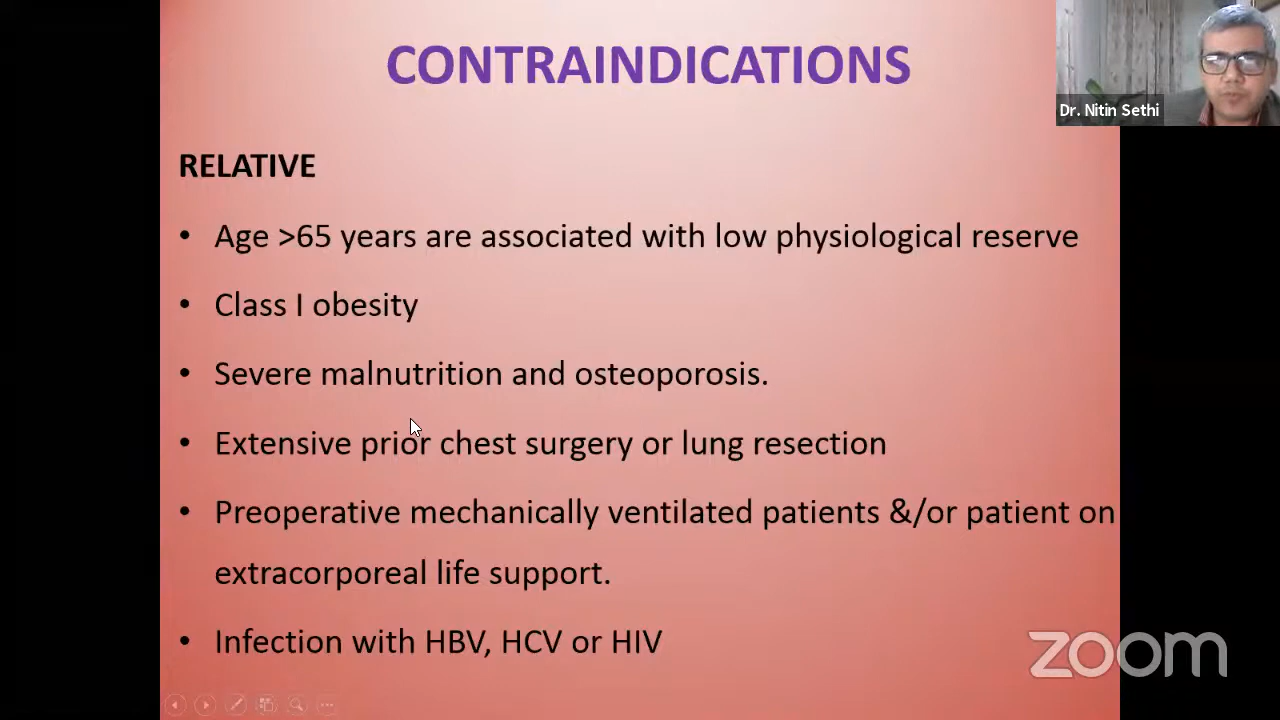 CONTRAINDICATIONS
Dr. Nitin Sethi
RELATIVE
• Age >65 years are associated with low physiological reserve
• Class I obesity
• Severe malnutrition and osteoporosis.
• Extensive prior chest surgery or lung resection
• Preoperative mechanically ventilated patients &/or patient on
extracorporeal life support.
• Infection with HBV, HCV or HIV
zoom